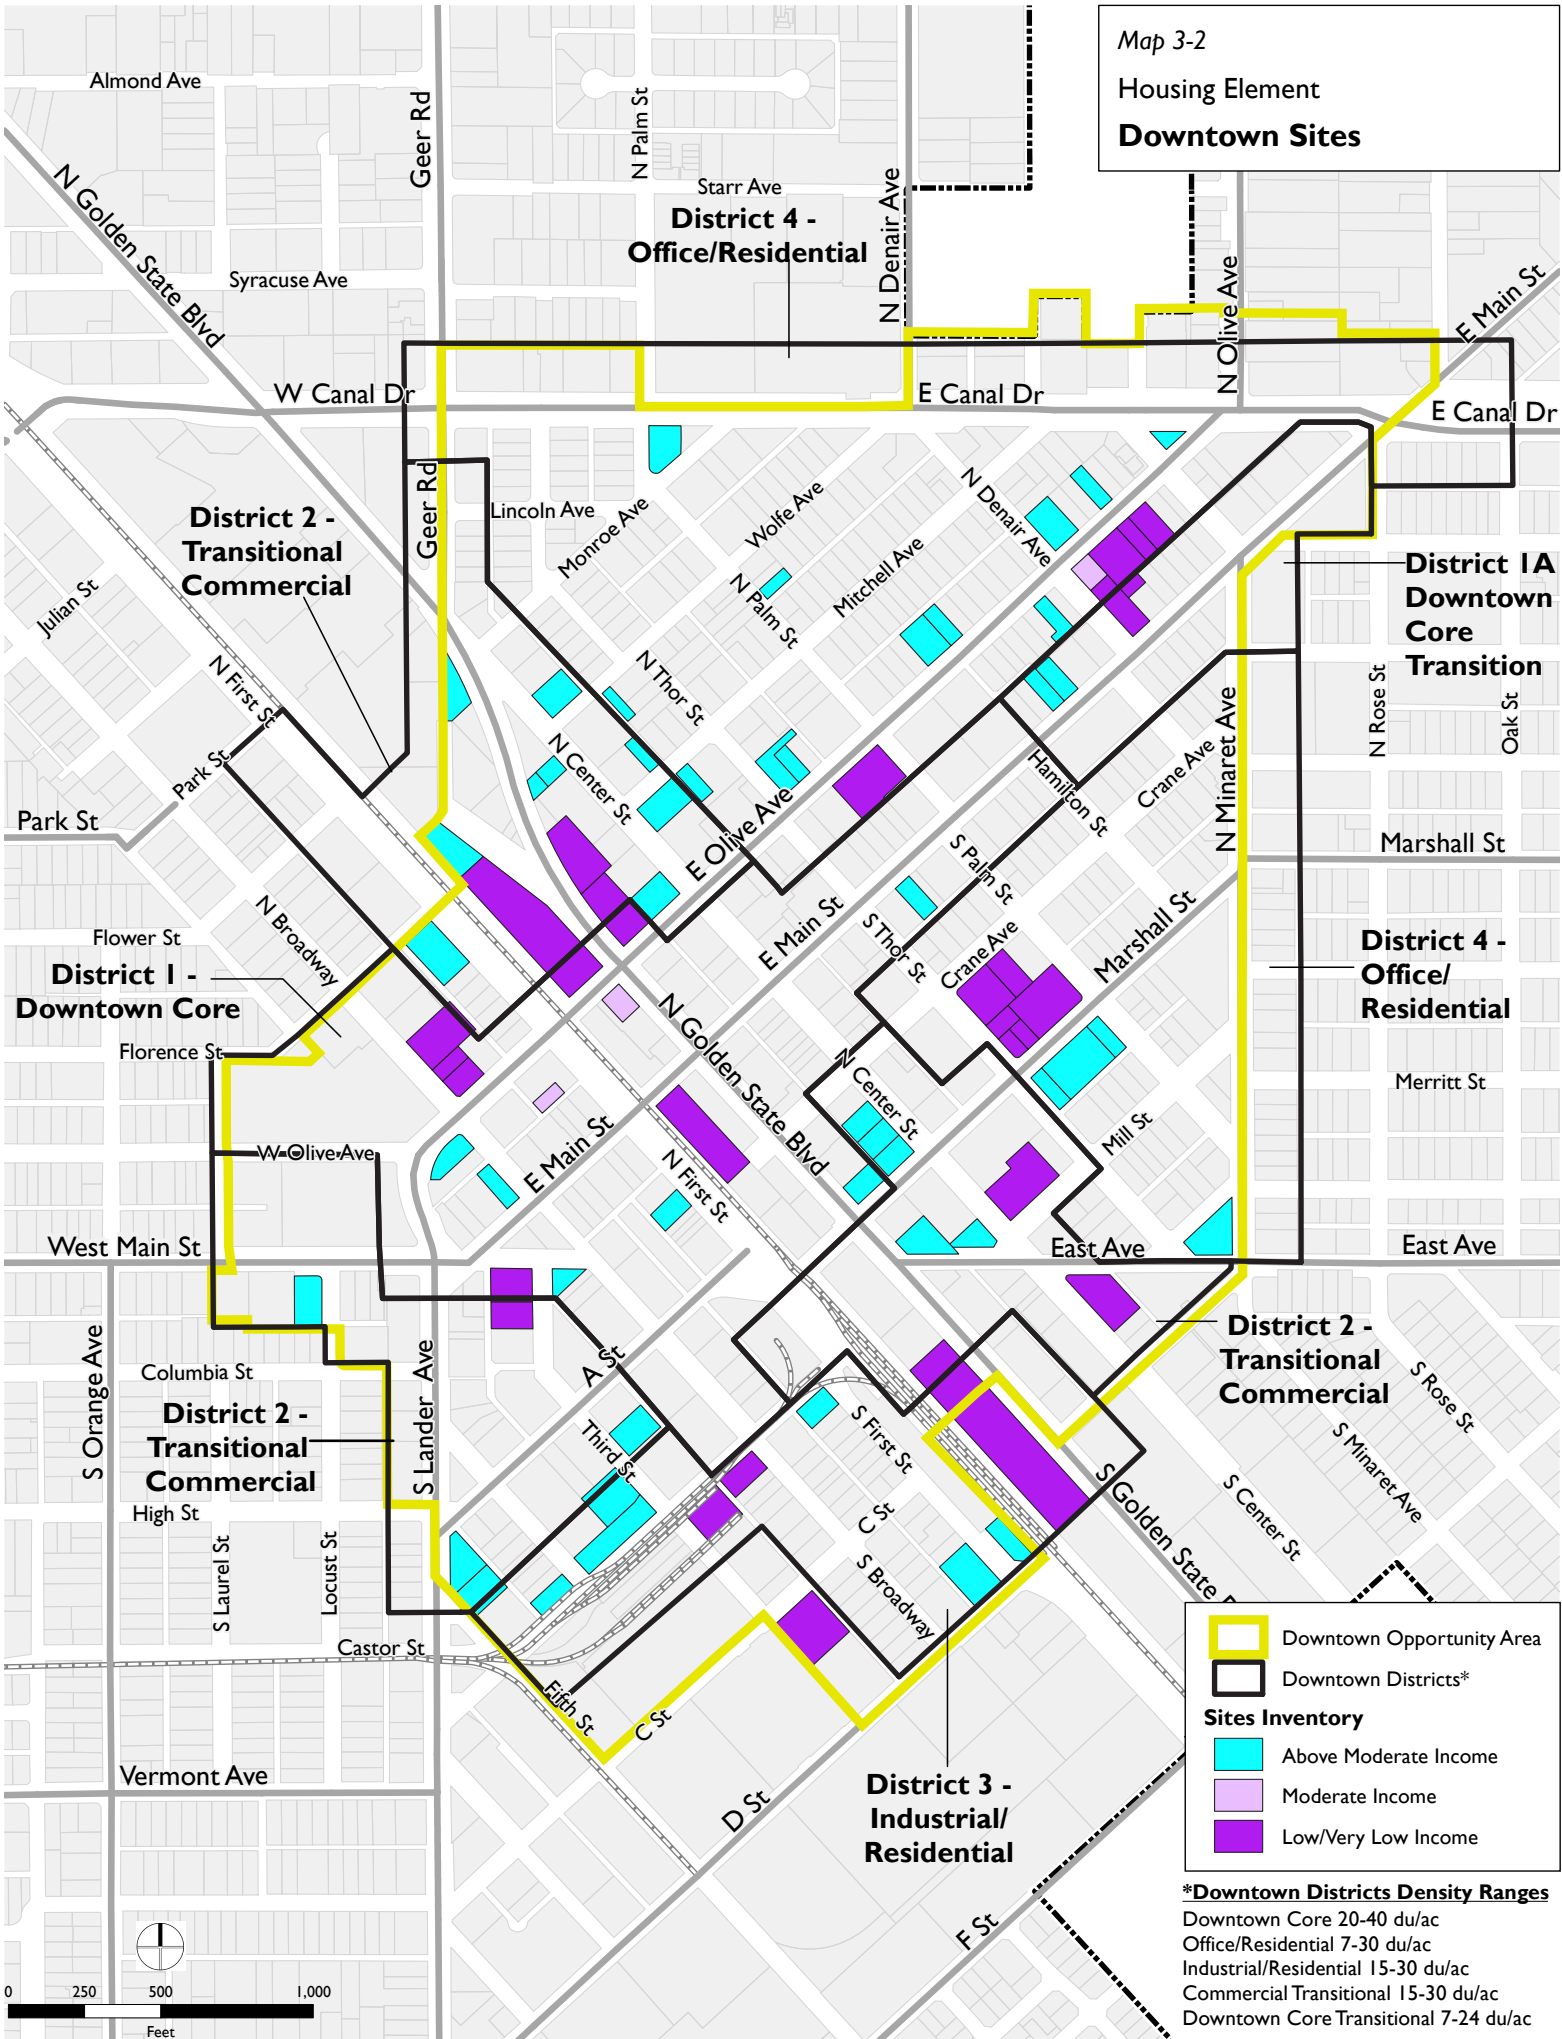 Map 3-2
Housing Element
Downtown Sites
Almond Ave
Geer Rd
N Palm St
Starr Ave
N Golden State Blvd
District 4 -
Office/Residential
N Denair Ave
Syracuse Ave
N Olive Ave
E Main St
W Canal Dr
E Canal Dr
E Canal Dr
Geer Rd
Lincoln Ave
Monroe Ave
Wolfe Ave
N Denair Ave
District 2 -
Transitional
Commercial
Mitchell Ave
N Palm St
District 1A
Downtown
Core
Transition
Julian St
N First St
N Thor St
N Rose St
Oak St
N Minaret Ave
Park St
N Center St
Hamilton St
Crane Ave
Park St
E Olive Ave
Marshall St
S Palm St
N Broadway
E Main St
S Thor St
Crane Ave
Marshall St
Flower St
District 1 -
Downtown Core
District 4 -
Office/
Residential
Florence St
N Golden State Blvd
N Center St
Merritt St
Mill St
W Olive Ave
E Main St
N First St
West Main St
East Ave
East Ave
S Orange Ave
Columbia St
S Lander Ave
A St
District 2 -
Transitional
Commercial
S Rose St
District 2 -
Transitional
Commercial
Third St
S First St
S Minaret Ave
High St
S Golden State B
S Center St
S Laurel St
Locust St
C St
S Broadway
Castor St
Fifth St
C St
Vermont Ave
D St
District 3 -
Industrial/
Residential
F St
Downtown Opportunity Area
Downtown Districts*
Sites Inventory
Above Moderate Income
Moderate Income
Low/Very Low Income
*Downtown Districts Density Ranges
Downtown Core 20-40 du/ac
Office/Residential 7-30 du/ac
Industrial/Residential 15-30 du/ac
Commercial Transitional 15-30 du/ac
Downtown Core Transitional 7-24 du/ac
0 250 500 1,000
Feet